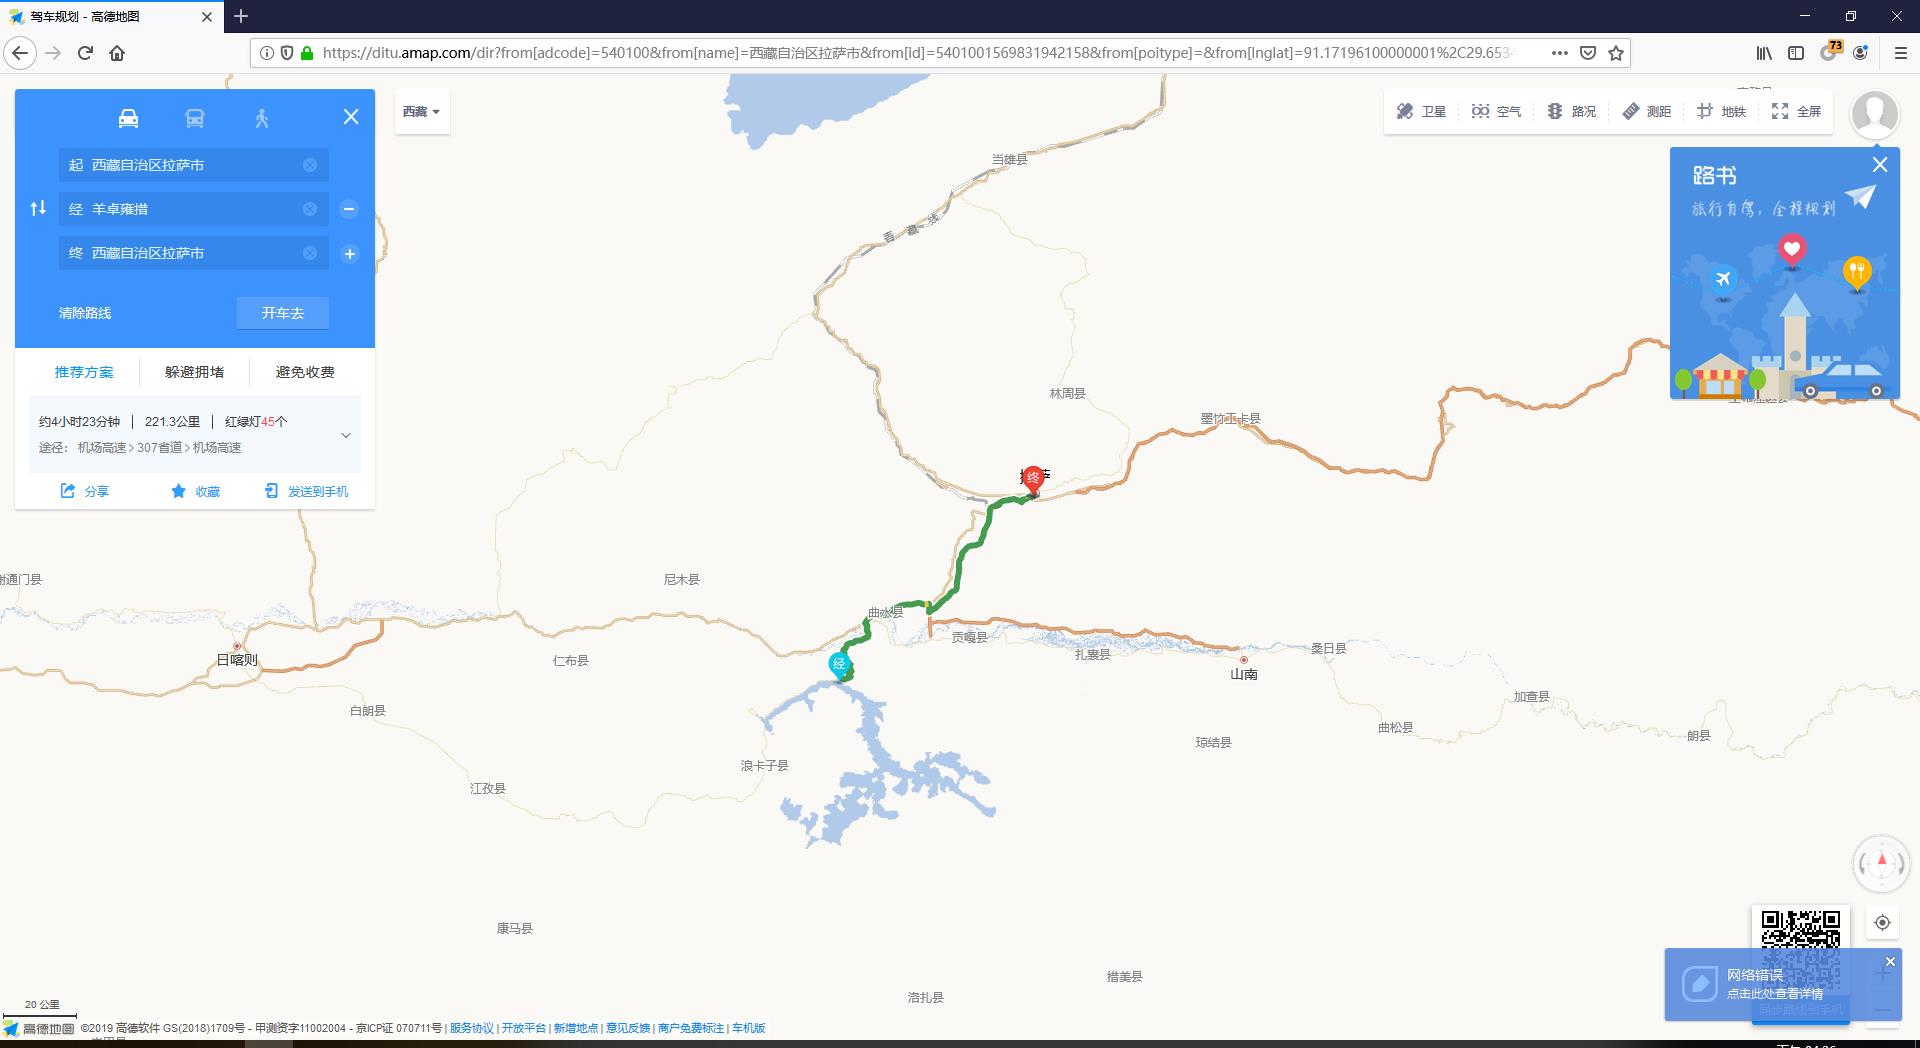 驾车规划 - 高德地图
https://ditu.amap.com/dir?from[adcode]=540100&from[name]=西藏自治区拉萨市&from[id]=5401001569831942158&from[poitype]=&from[lnglat]=91.17196100000001%2C29.653
73
起 西藏自治区拉萨市
经 羊卓雍措
终 西藏自治区拉萨市
清除路线 开车去
推荐方案 躲避拥堵 避免收费
约4小时23分钟 | 221.3公里 | 红绿灯45个
途径： 机场高速>307省道>机场高速
分享 收藏 发送到手机
西藏
卫星 空气 路况 测距 地铁 全屏
路书
旅行自驾，全程规划
当雄县
青藏线
林周县
墨竹工卡县
终
尼木县
曲水县
贡嘎县
扎囊县
桑日县
日喀则
仁布县
经
山南
加查县
白朗县
曲松县
朗县
琼结县
浪卡子县
江孜县
康马县
措美县
洛扎县
网络错误
点击此处查看详情
20 公里
高德地图 ©2019 高德软件 GS(2018)1709号 - 甲测资字11002004 - 京ICP证 070711号 | 服务协议 | 开放平台 | 新增地点 | 意见反馈 | 商户免费标注 | 车机版